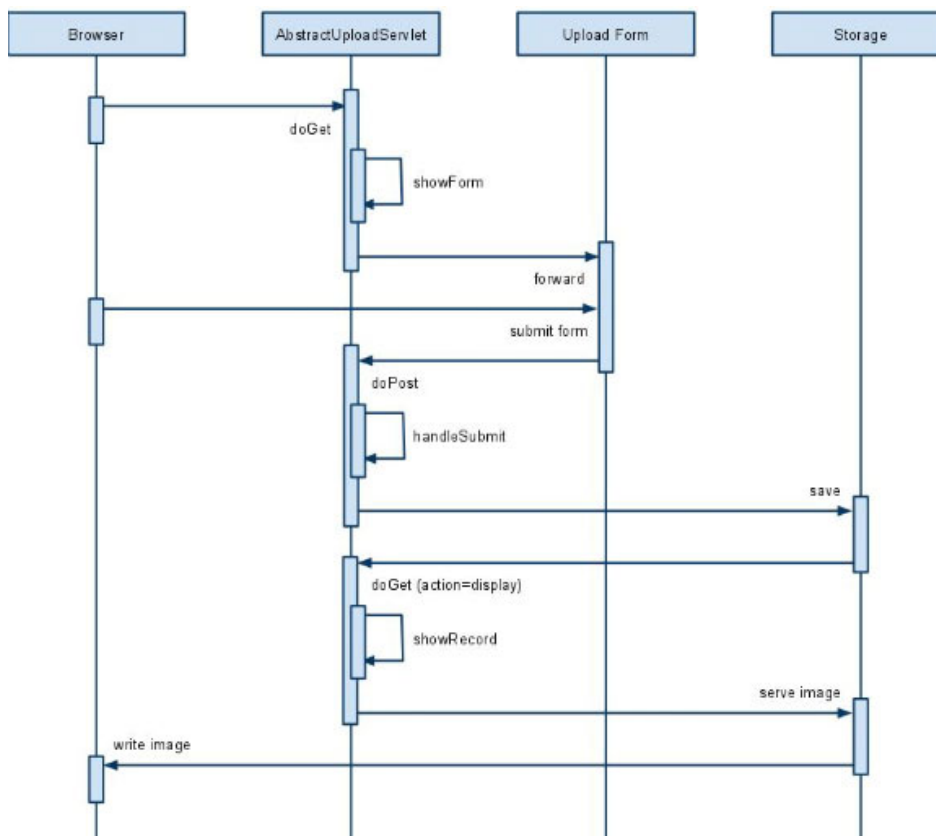 Browser
AbstractUploadServlet
Upload Form
Storage
doGet
showForm
forward
submit form
doPost
handleSubmit
save
doGet (action=display)
showRecord
serve image
write image